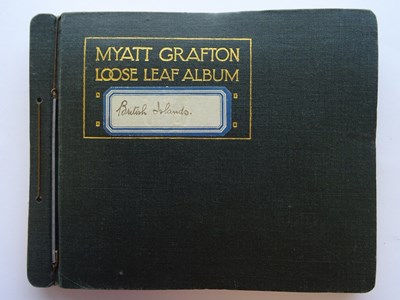 MYATT GRAFTON
LOOSE LEAF ALBUM
British Islands.